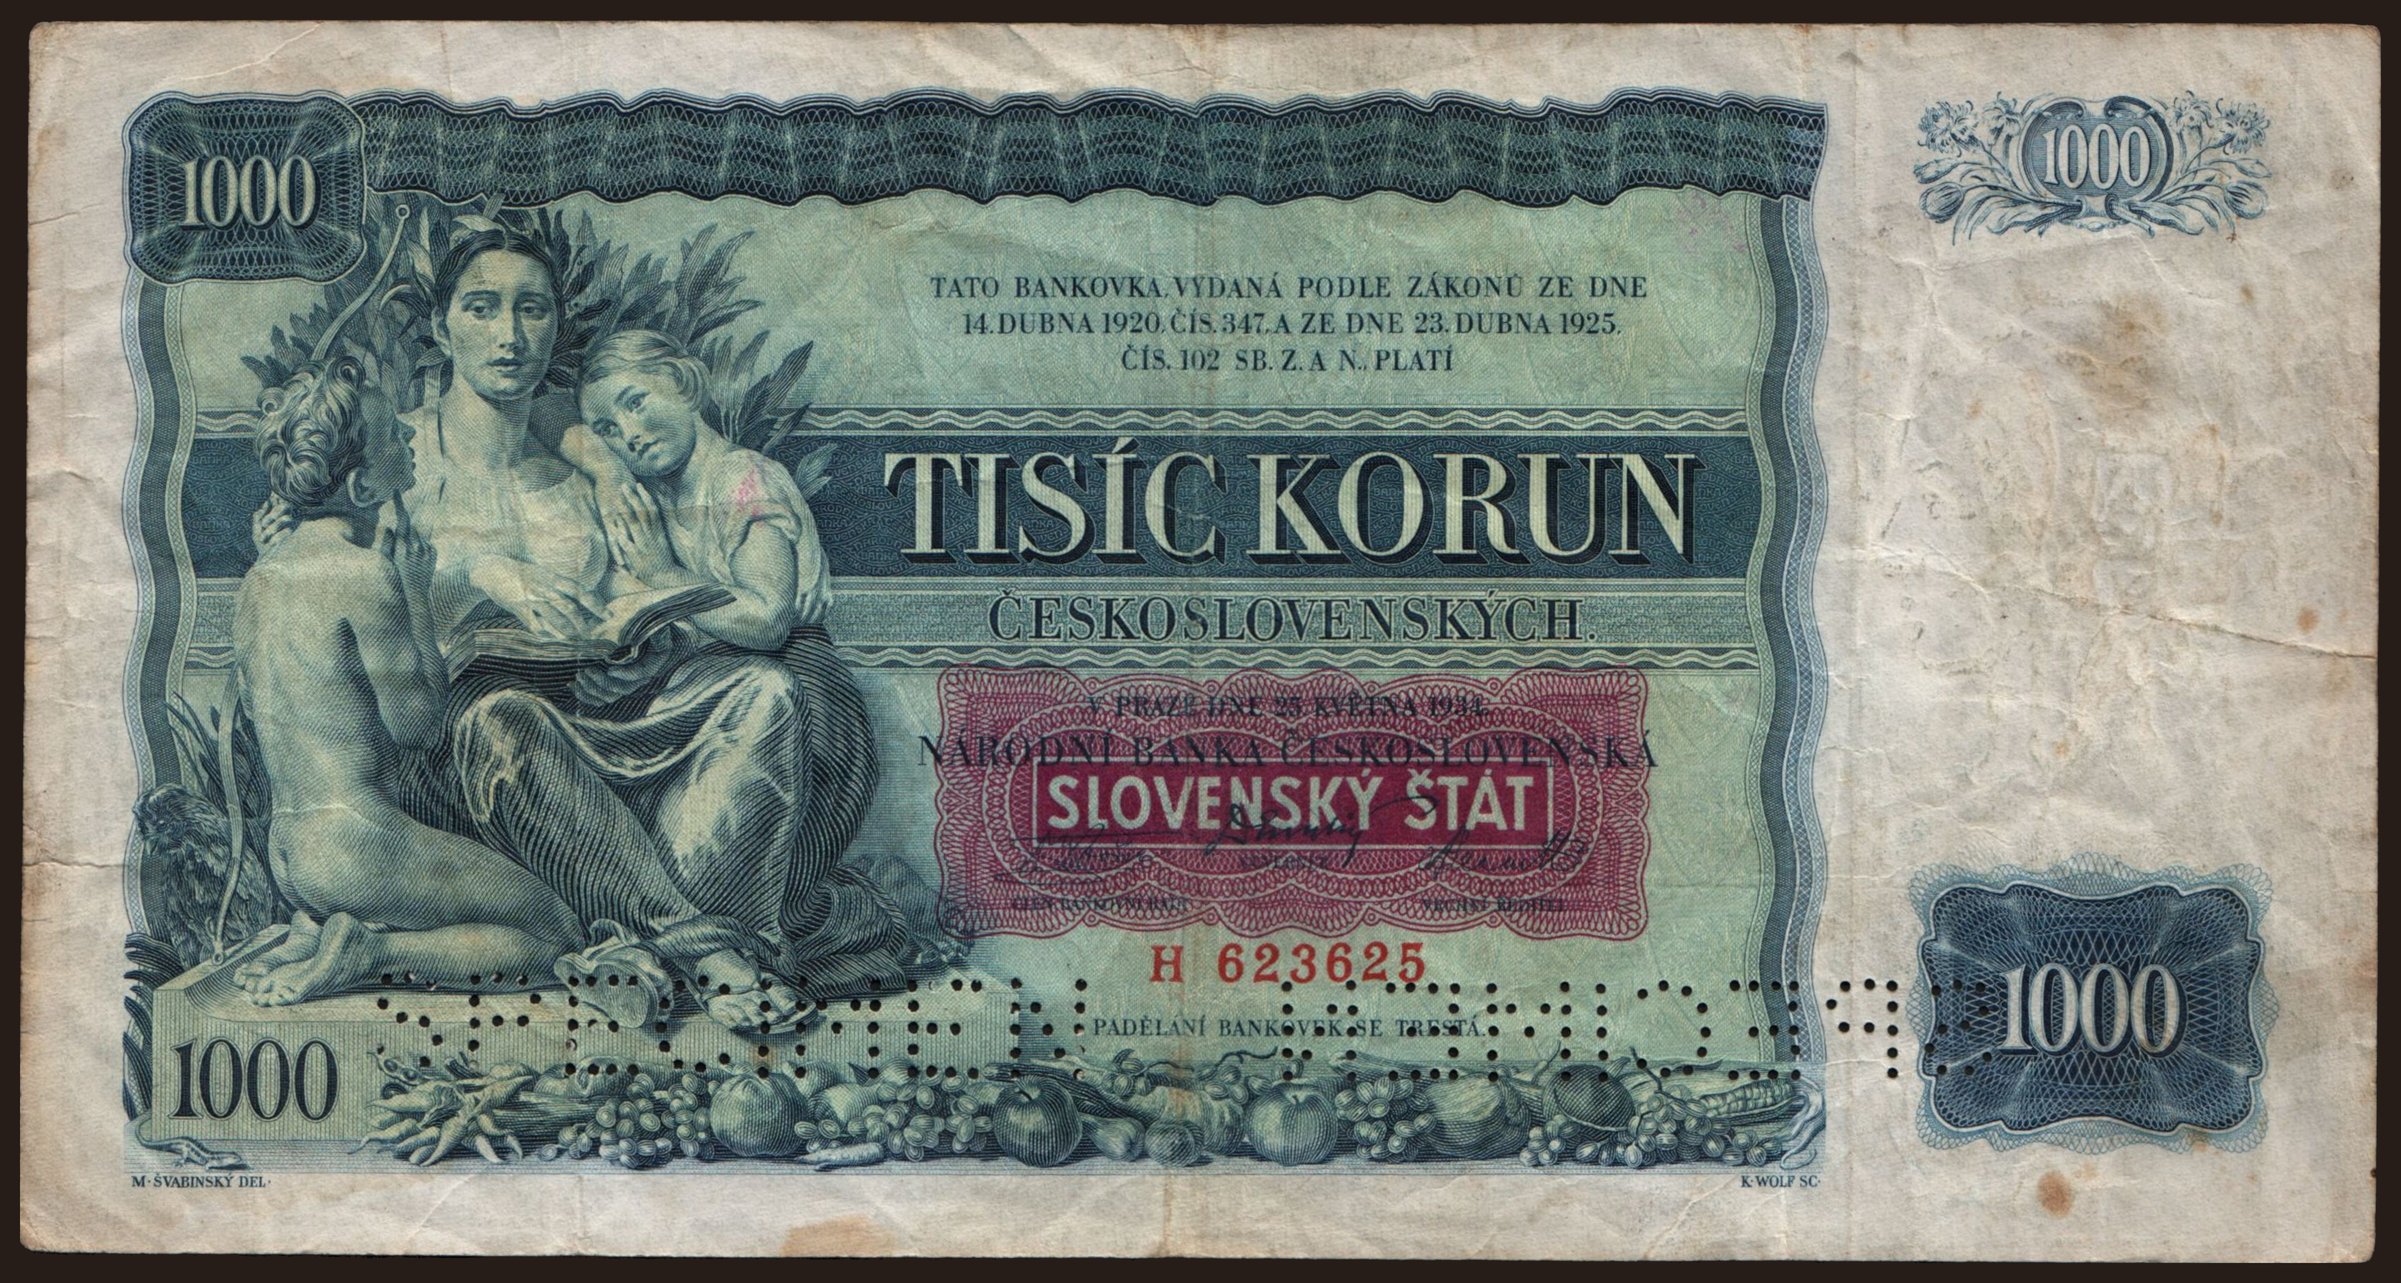 1000
1000
TATO BANKOVKA, VYDANÁ PODLE ZÁKONŮ ZE DNE
14. DUBNA 1920, ČÍS. 347, A ZE DNE 23. DUBNA 1925,
ČÍS. 102 SB. Z. A N., PLATÍ
TISÍC KORUN
ČESKOSLOVENSKÝCH.
V PRAZE DNE 25. KVĚTNA 1934.
NÁRODNÍ BANKA ČESKOSLOVENSKÁ
SLOVENSKÝ ŠTÁT
H 623625
PADĚLÁNÍ BANKOVEK SE TRESTÁ.
1000
1000
M. ŠVABINSKÝ DEL.
K. WOLF SC.